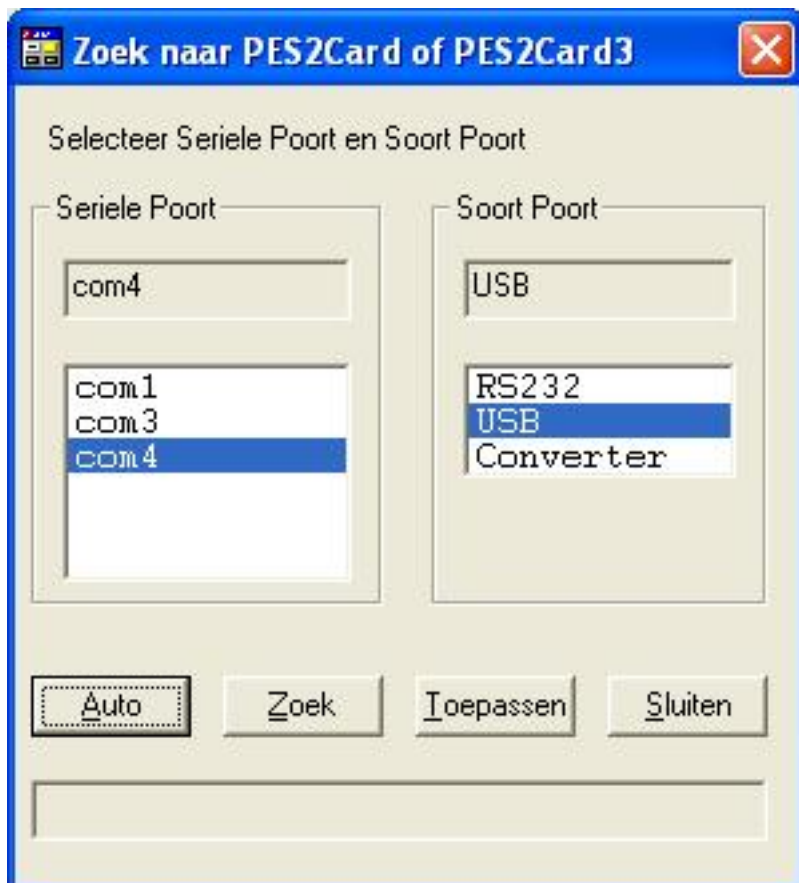 Zoek naar PES2Card of PES2Card3
Selecteer Seriele Poort en Soort Poort
Seriele Poort
com4
com1
com3
com4
Soort Poort
USB
RS232
USB
Converter
Auto
Zoek
Toepassen
Sluiten